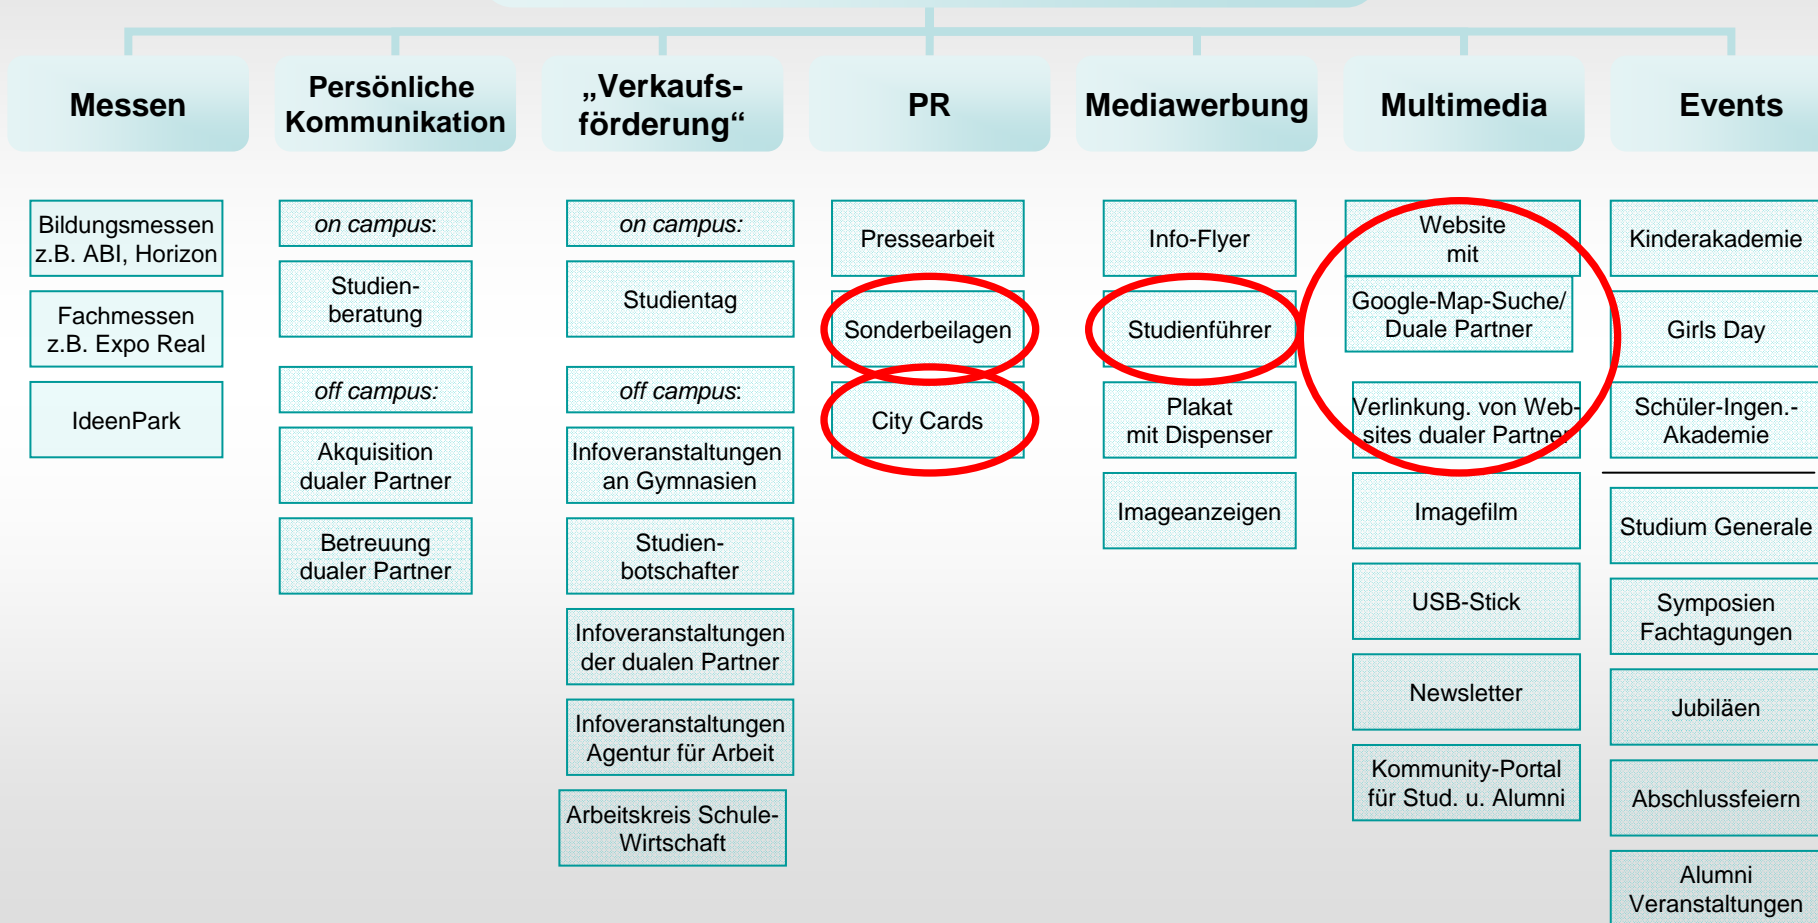 Messen
Persönliche
Kommunikation
„Verkaufs-
förderung“
PR
Mediawerbung
Multimedia
Events
Bildungsmessen
z.B. ABI, Horizon
Fachmessen
z.B. Expo Real
IdeenPark
on campus:
Studien-
beratung
off campus:
Akquisition
dualer Partner
Betreuung
dualer Partner
on campus:
Studientag
off campus:
Infoveranstaltungen
an Gymnasien
Studien-
botschafter
Infoveranstaltungen
der dualen Partner
Infoveranstaltungen
Agentur für Arbeit
Arbeitskreis Schule-
Wirtschaft
Pressearbeit
Sonderbeilagen
City Cards
Info-Flyer
Studienführer
Plakat
mit Dispenser
Imageanzeigen
Website
mit
Google-Map-Suche/
Duale Partner
Verlinkung. von Web-
sites dualer Partner
Imagefilm
USB-Stick
Newsletter
Kommunity-Portal
für Stud. u. Alumni
Kinderakademie
Girls Day
Schüler-Ingen.-
Akademie
Studium Generale
Symposien
Fachtagungen
Jubiläen
Abschlussfeiern
Alumni
Veranstaltungen